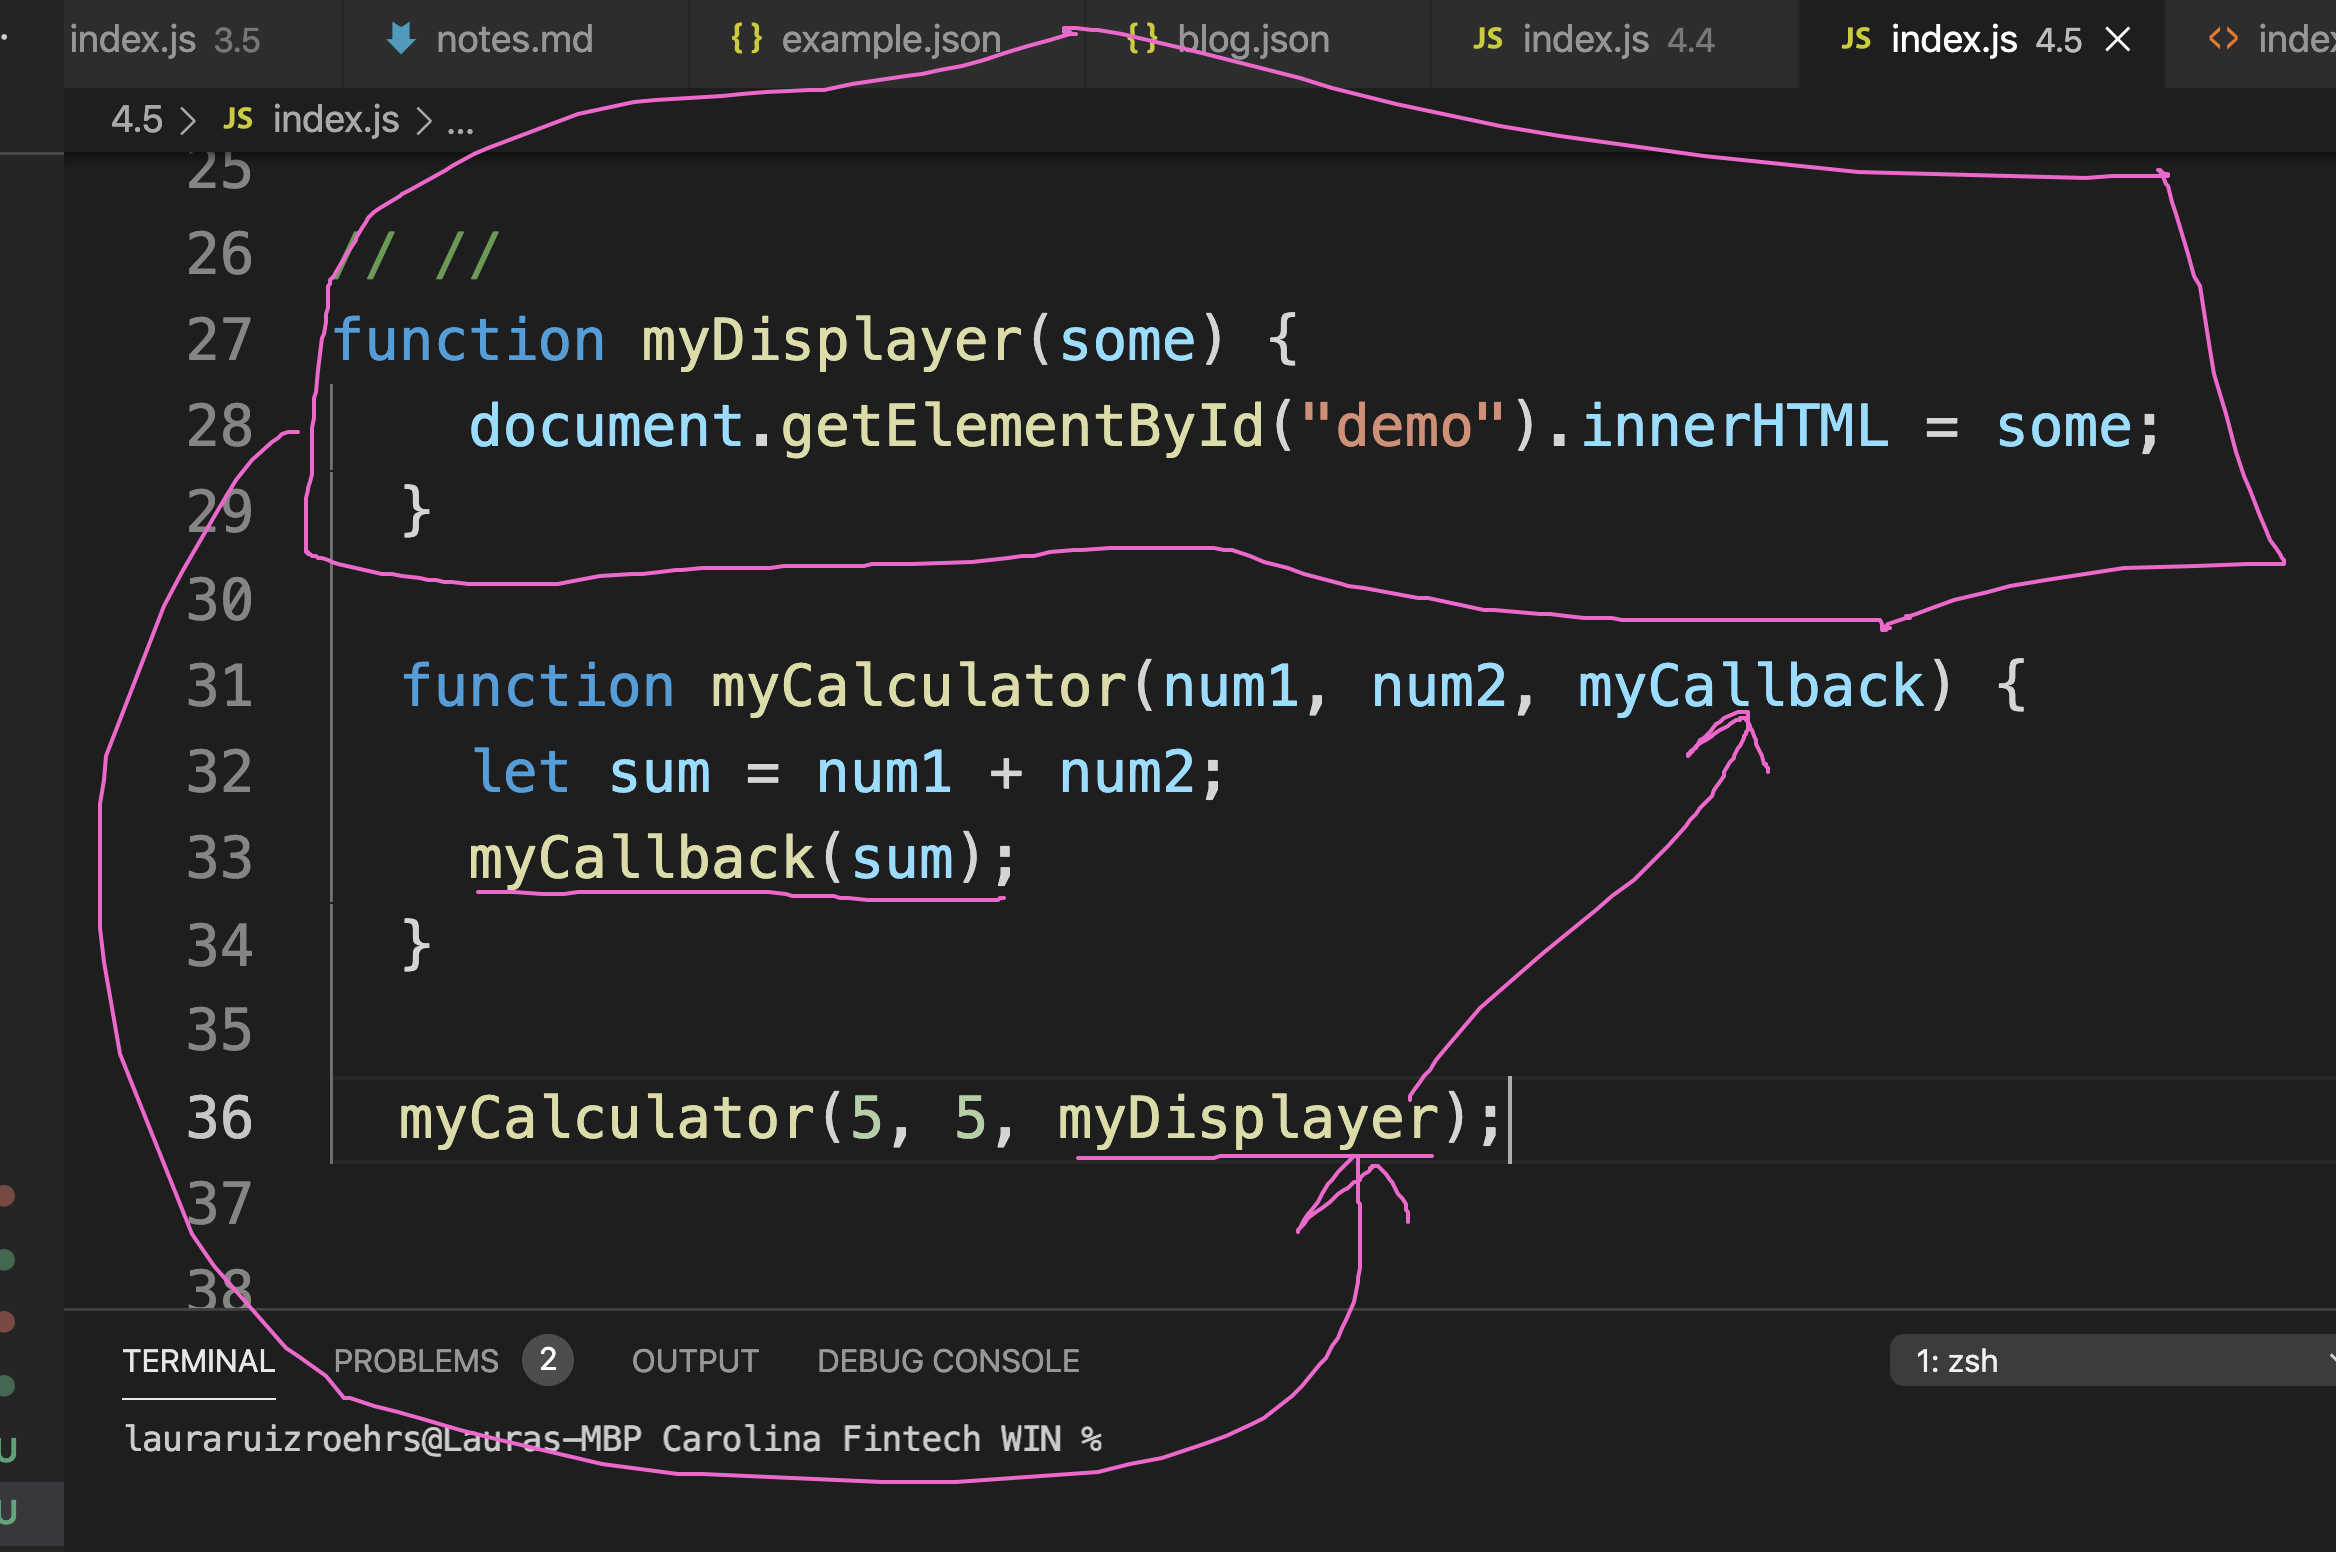 index.js 3.5 notes.md {} example.json {} blog.json JS index.js 4.4 JS index.js 4.5 <>
4.5 > JS index.js > ...
25
26 // //
27 function myDisplayer(some) {
28 document.getElementById("demo").innerHTML = some;
29 }
30
31 function myCalculator(num1, num2, myCallback) {
32 let sum = num1 + num2;
33 myCallback(sum);
34 }
35
36 myCalculator(5, 5, myDisplayer);
37
38
TERMINAL PROBLEMS 2 OUTPUT DEBUG CONSOLE 1: zsh
lauraruizroehrs@Lauras-MBP Carolina Fintech WIN %
U
U